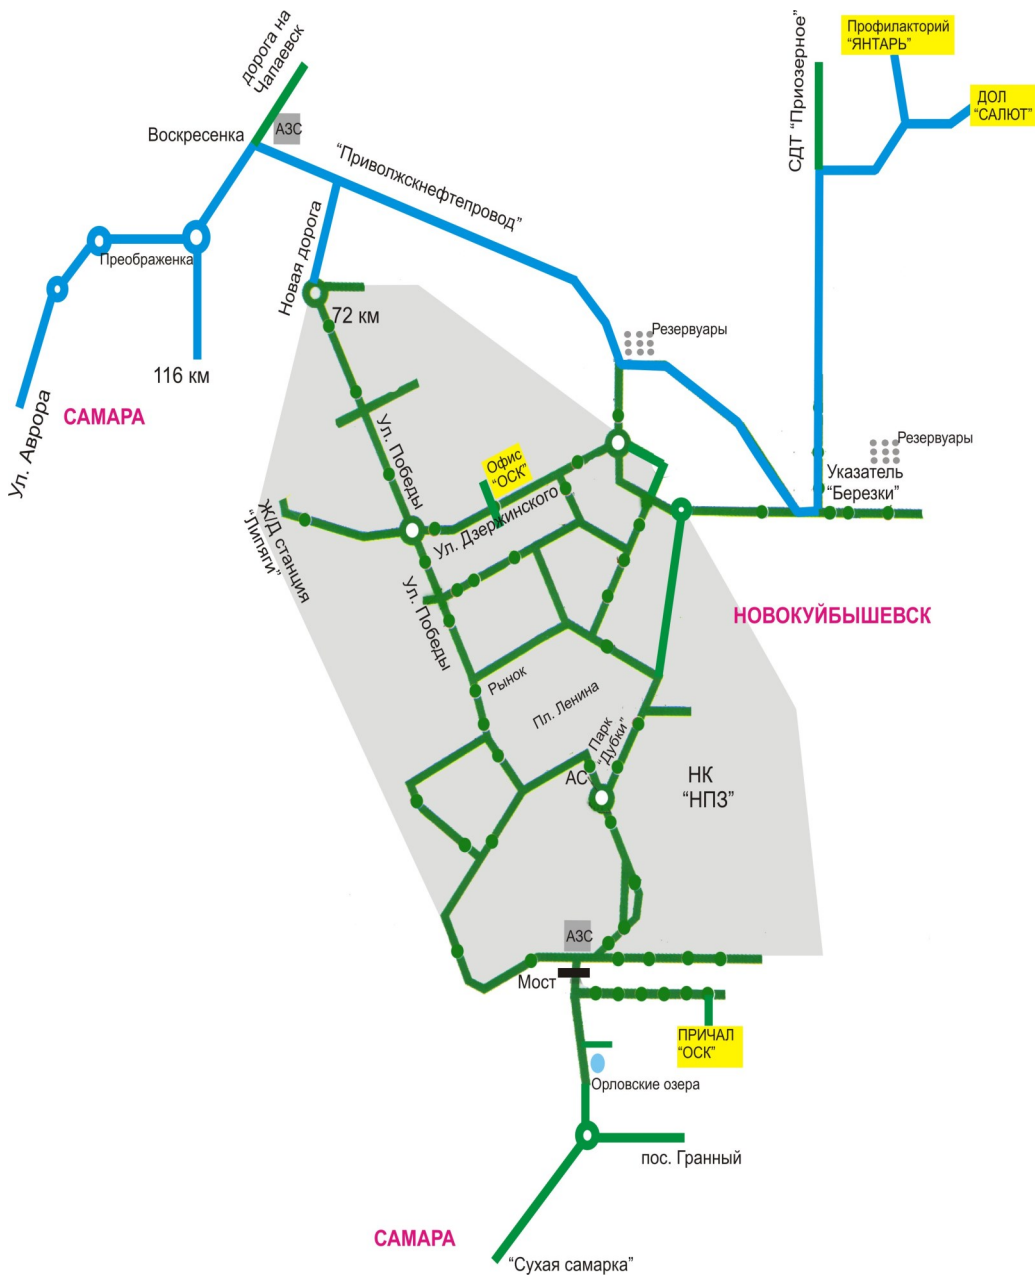 дорога на
Чапаевск
АЗС
Воскресенка
"Приволжскнефтепровод"
СДТ "Приозерное"
Профилакторий
"ЯНТАРЬ"
ДОЛ
"САЛЮТ"
Преображенка
Новая дорога
72 км
116 км
Ул. Аврора
САМАРА
Резервуары
Резервуары
Указатель
"Березки"
Ул. Победы
Офис
"ОСК"
Ул. Дзержинского
Ж/Д станция
"Липяги"
Ул. Победы
НОВОКУЙБЫШЕВСК
Рынок
Пл. Ленина
Парк
"Дубки"
АС
НК
"НПЗ"
АЗС
Мост
ПРИЧАЛ
"ОСК"
Орловские озера
пос. Гранный
САМАРА
"Сухая самарка"